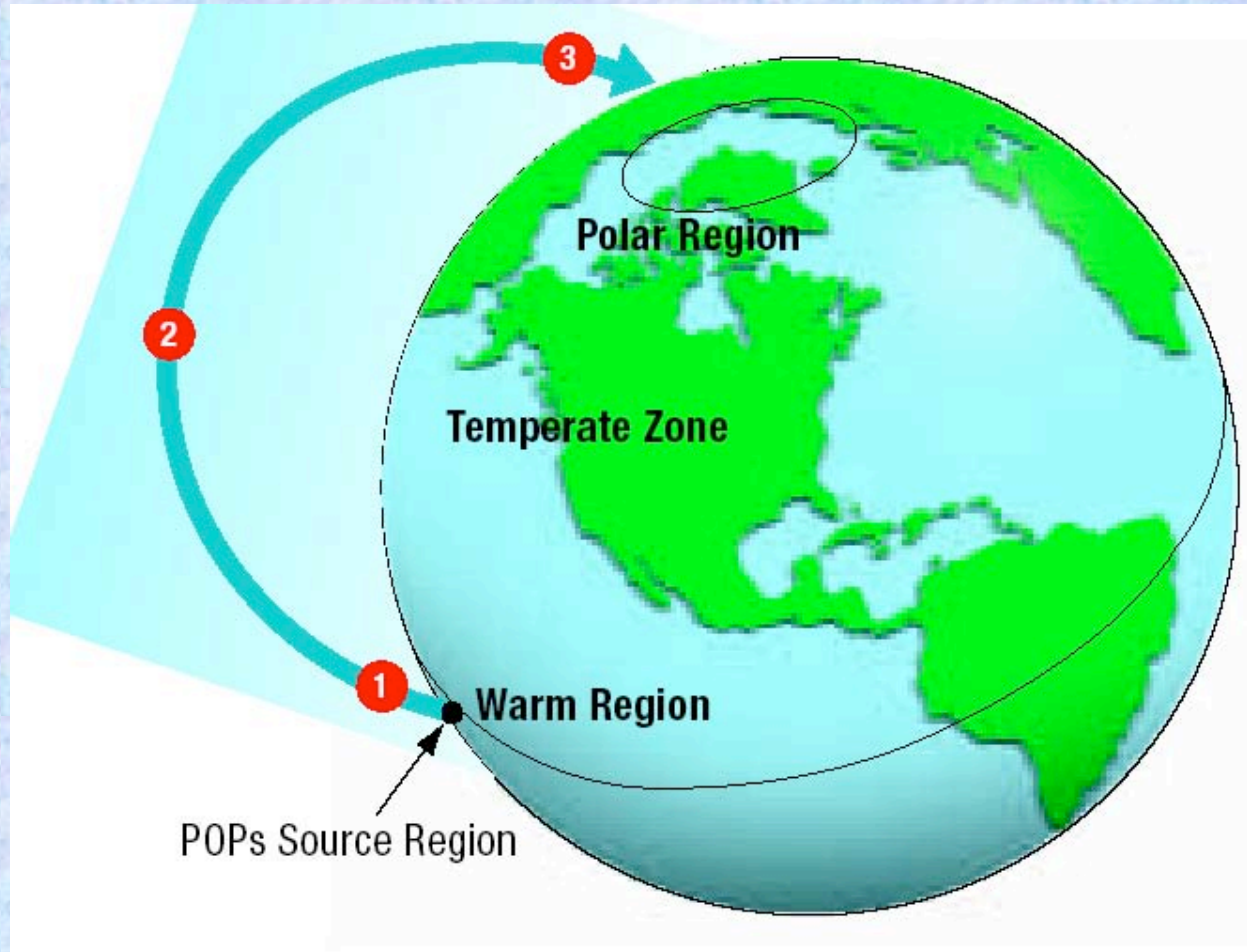 3
Polar Region
2
Temperate Zone
1
Warm Region
POPs Source Region